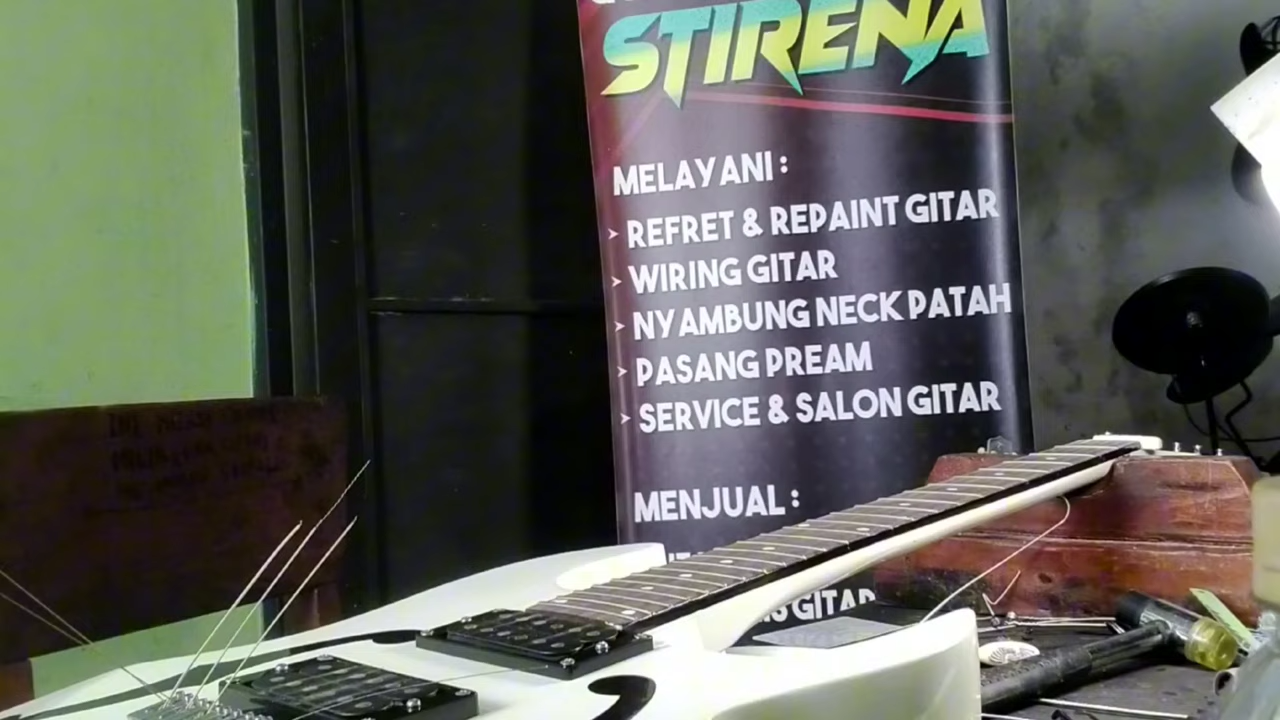 STIRENA
MELAYANI :
REFRET & REPAINT GITAR
WIRING GITAR
NYAMBUNG NECK PATAH
PASANG PREAM
SERVICE & SALON GITAR
MENJUAL :
GITAR